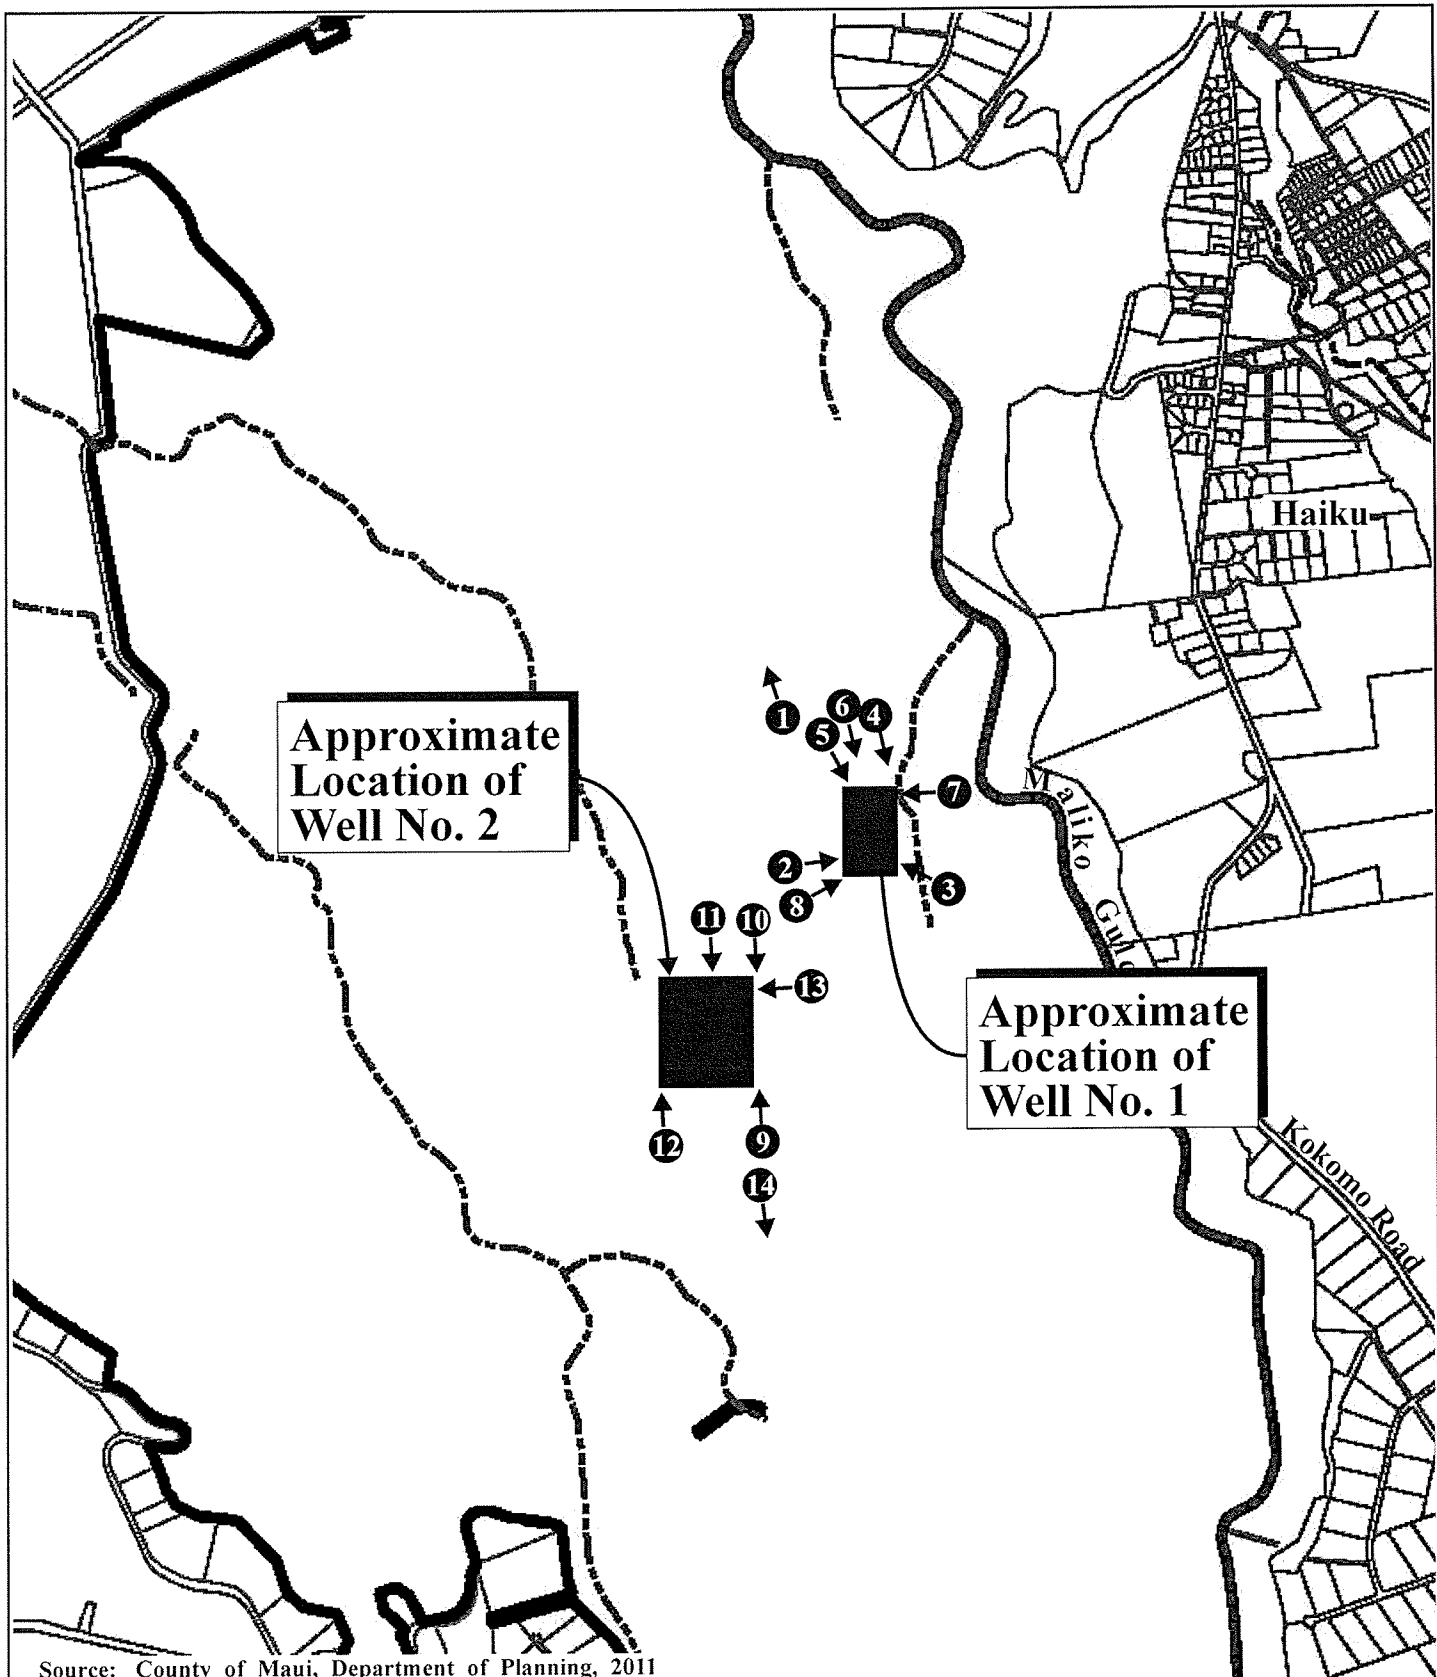 Haiku
1
6
4
5
Approximate
Location of
Well No. 2
7
Maliko
2
3
8
11
10
13
Approximate
Location of
Well No. 1
12
9
14
Kokomo Road
Source: County of Maui, Department of Planning, 2011